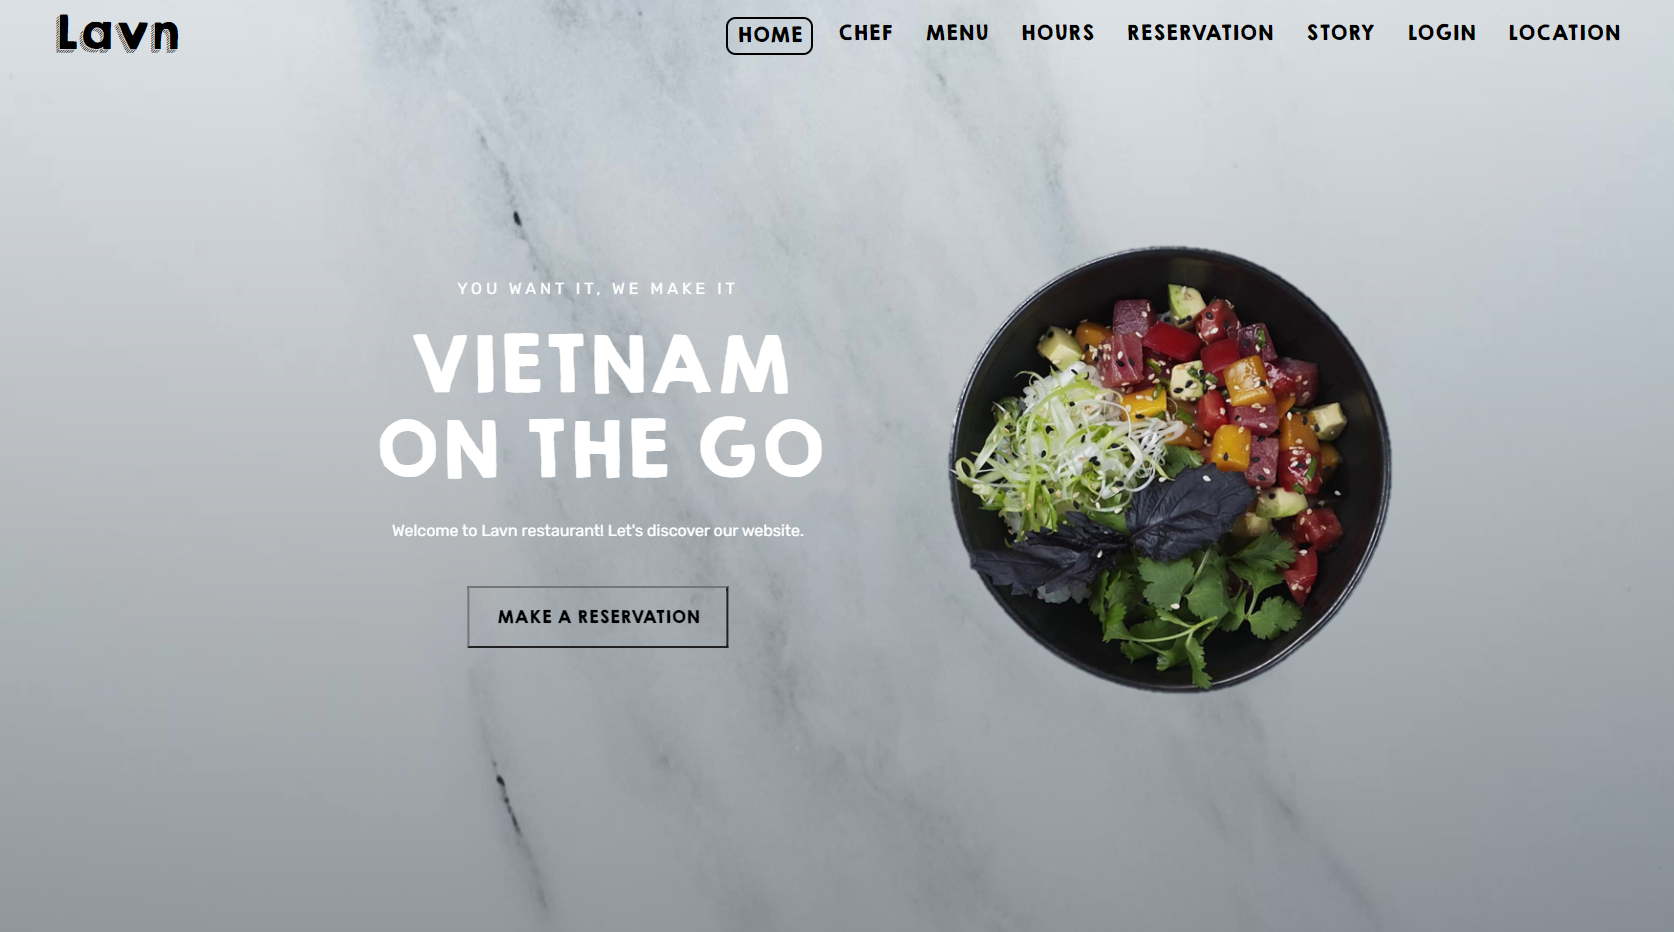 Lavn
HOME CHEF MENU HOURS RESERVATION STORY LOGIN LOCATION
YOU WANT IT, WE MAKE IT
VIETNAM
ON THE GO
Welcome to Lavn restaurant! Let's discover our website.
MAKE A RESERVATION